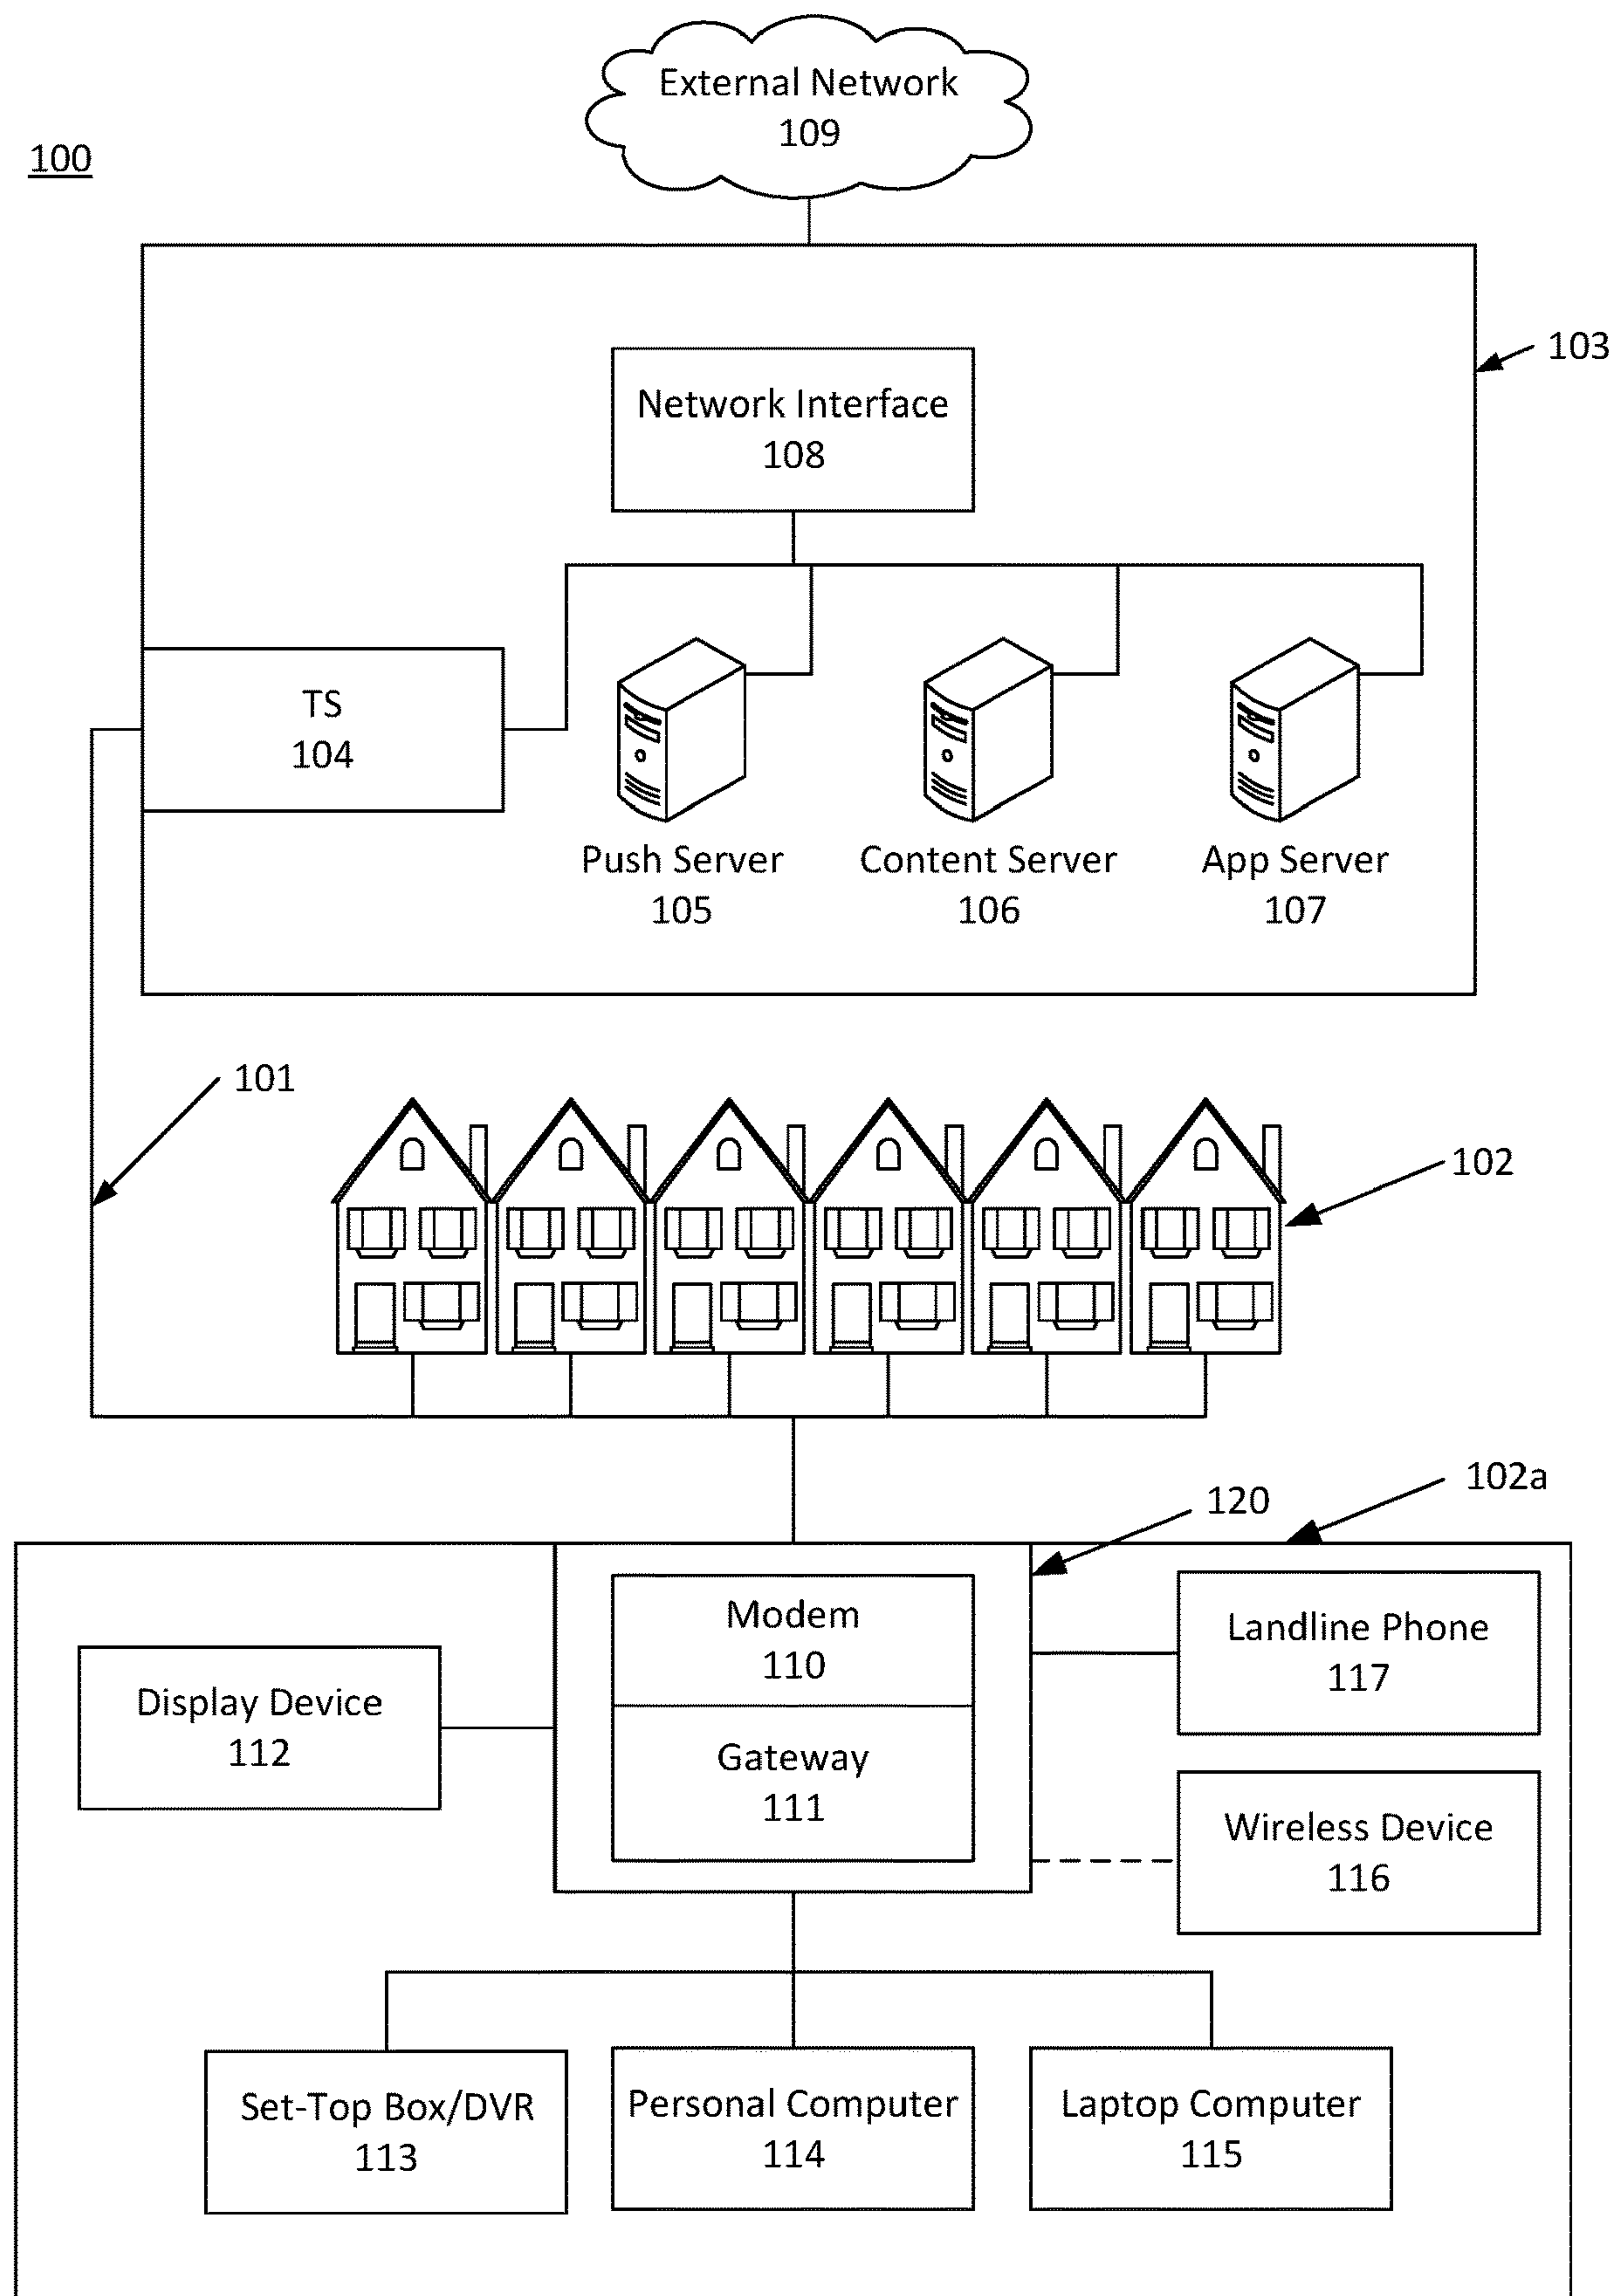 External Network
109
100
103
Network Interface
108
TS
104
Push Server
105
Content Server
106
App Server
107
101
102
102a
120
Modem
110
Landline Phone
117
Display Device
112
Gateway
111
Wireless Device
116
Set-Top Box/DVR
113
Personal Computer
114
Laptop Computer
115